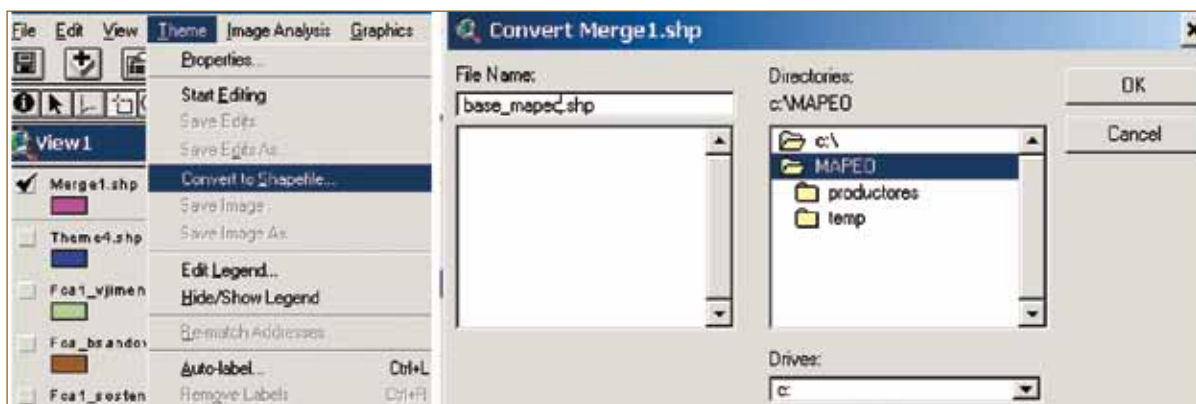 File Edit View Theme Image Analysis Graphics
Properties...
Start Editing
Save Edits
Save Edits As...
Convert to Shapefile...
Save Image
Save Image As
Edit Legend...
Hide/Show Legend
Re-match Addresses
Auto-label... Ctrl+L
Remove Labels Ctrl+R
View1
Merge1.shp
Theme4.shp
Fca1_vjimen
Fca_bsandov
Fca1_sosten
Convert Merge1.shp
File Name:
base_mapeo.shp
Directories:
c:\MAPEO
c:\
MAPEO
productores
temp
Drives:
c:
OK
Cancel